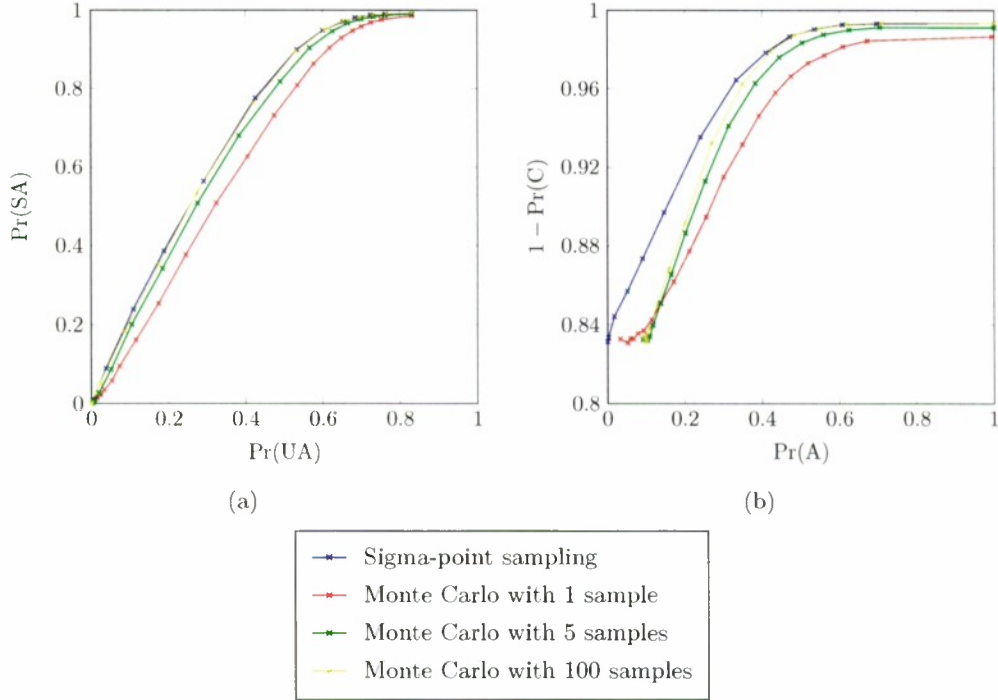 1
0.8
0.6
0.4
0.2
0
Pr(SA)
0 0.2 0.4 0.6 0.8 1
Pr(UA)
(a)
1
0.96
0.92
0.88
0.84
0.8
1 − Pr(C)
0 0.2 0.4 0.6 0.8 1
Pr(A)
(b)
Sigma-point sampling
Monte Carlo with 1 sample
Monte Carlo with 5 samples
Monte Carlo with 100 samples